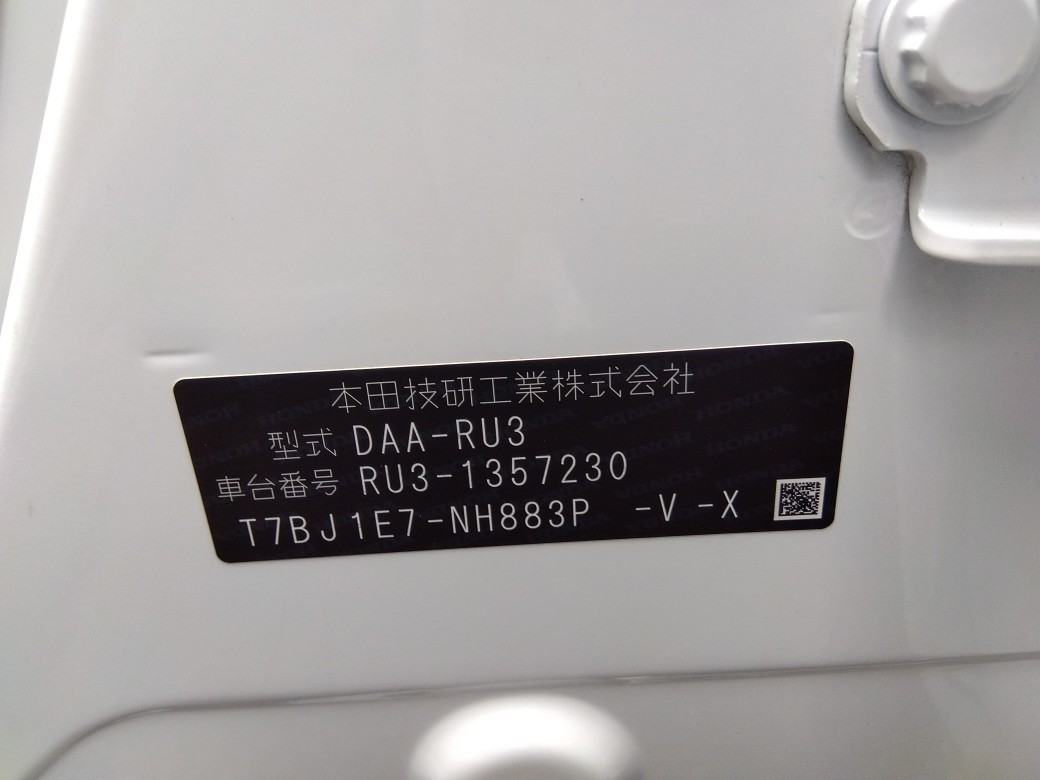 本田技研工業株式会社
型式 DAA-RU3
車台番号 RU3-1357230
T7BJ1E7-NH883P -V -X